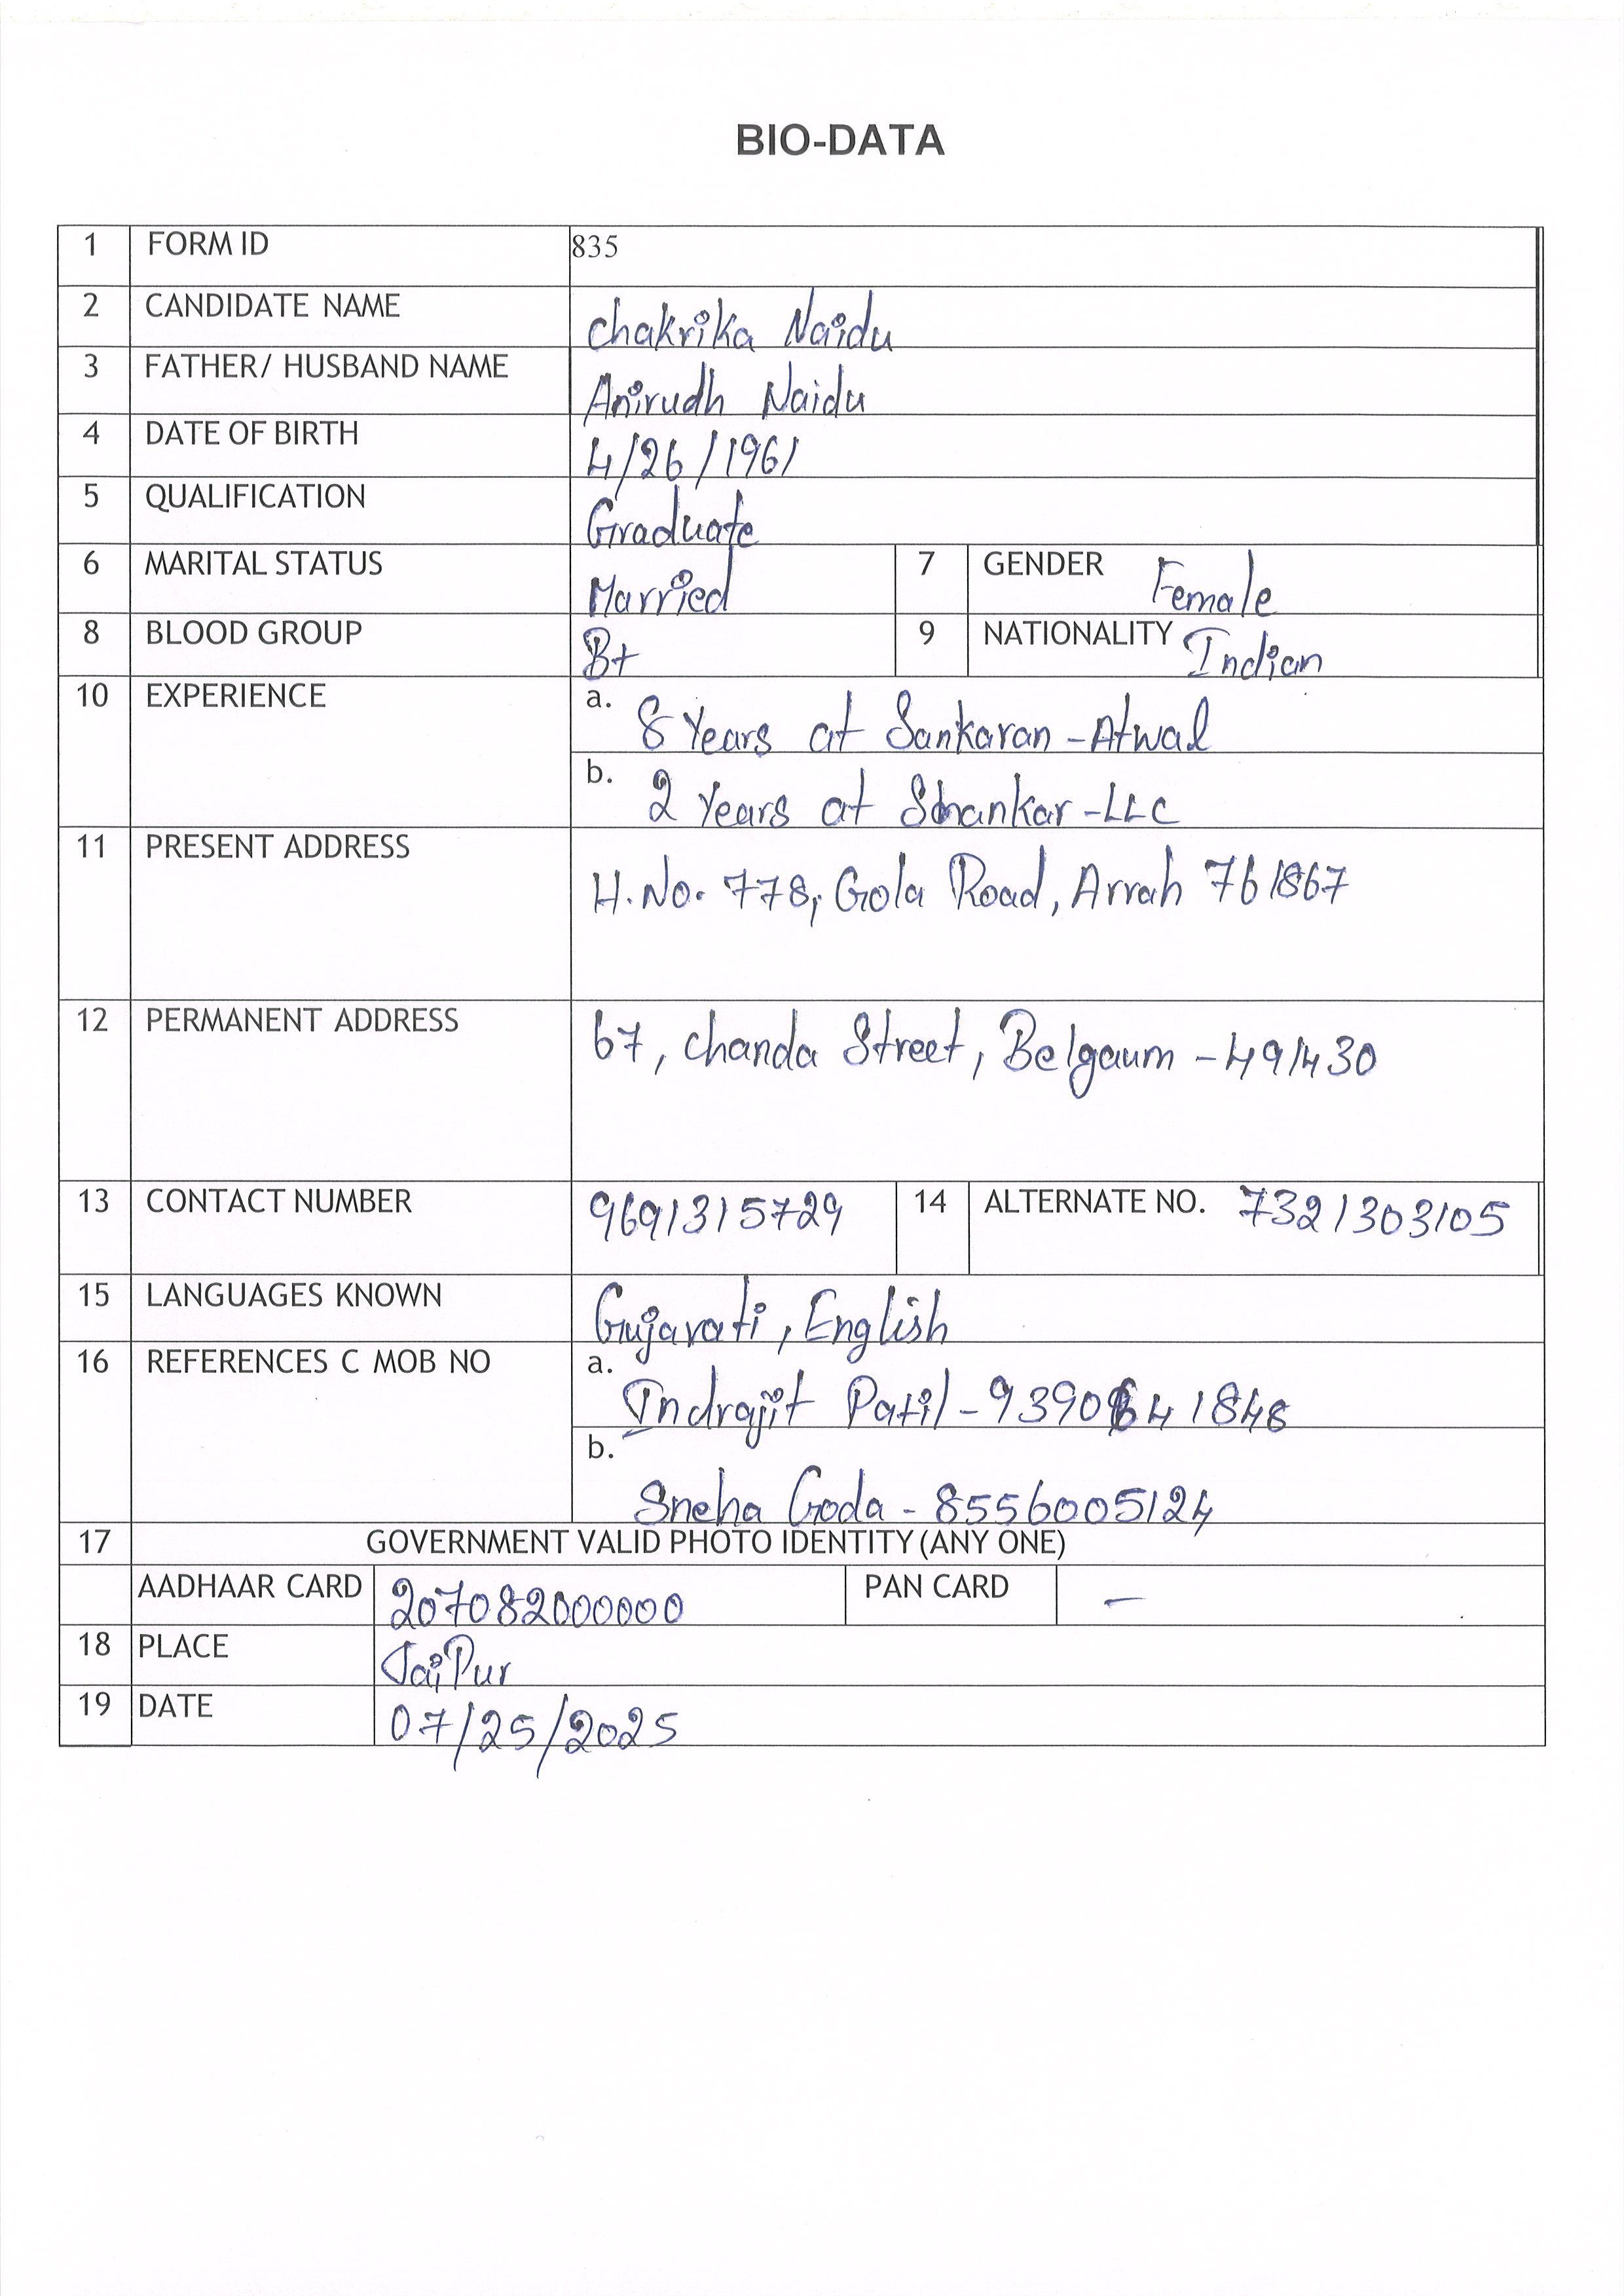 BIO-DATA
1 FORM ID 835
2 CANDIDATE NAME Chakrika Naidu
3 FATHER/ HUSBAND NAME Anirudh Naidu
4 DATE OF BIRTH 4/26/1961
5 QUALIFICATION Graduate
6 MARITAL STATUS Married 7 GENDER Female
8 BLOOD GROUP B+ 9 NATIONALITY Indian
10 EXPERIENCE a. 8 Years at Sankaran-Atwal
b. 2 Years at Shankar-LLC
11 PRESENT ADDRESS H.No. 778, Gola Road, Arrah 761867
12 PERMANENT ADDRESS 67, Chanda Street, Belgaum - 491430
13 CONTACT NUMBER 9691315729 14 ALTERNATE NO. 7321303105
15 LANGUAGES KNOWN Gujarati, English
16 REFERENCES C MOB NO a. Indrajit Patil - 9390641848
b. Sneha Goda - 8556005124
17 GOVERNMENT VALID PHOTO IDENTITY (ANY ONE)
AADHAAR CARD 207082000000 PAN CARD -
18 PLACE JaiPur
19 DATE 07/25/2025